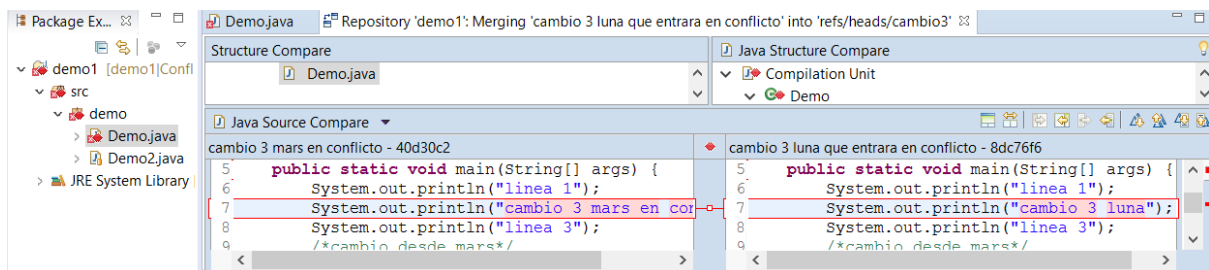 Package Ex...
demo1 [demo1|Confl
src
demo
Demo.java
Demo2.java
JRE System Library
Demo.java
Repository 'demo1': Merging 'cambio 3 luna que entrara en conflicto' into 'refs/heads/cambio3'
Structure Compare
Demo.java
Java Structure Compare
Compilation Unit
Demo
Java Source Compare
cambio 3 mars en conflicto - 40d30c2
5 public static void main(String[] args) {
6 System.out.println("linea 1");
7 System.out.println("cambio 3 mars en con
8 System.out.println("linea 3");
9 /*cambio desde mars*/
cambio 3 luna que entrara en conflicto - 8dc76f6
5 public static void main(String[] args) {
6 System.out.println("linea 1");
7 System.out.println("cambio 3 luna");
8 System.out.println("linea 3");
9 /*cambio desde mars*/